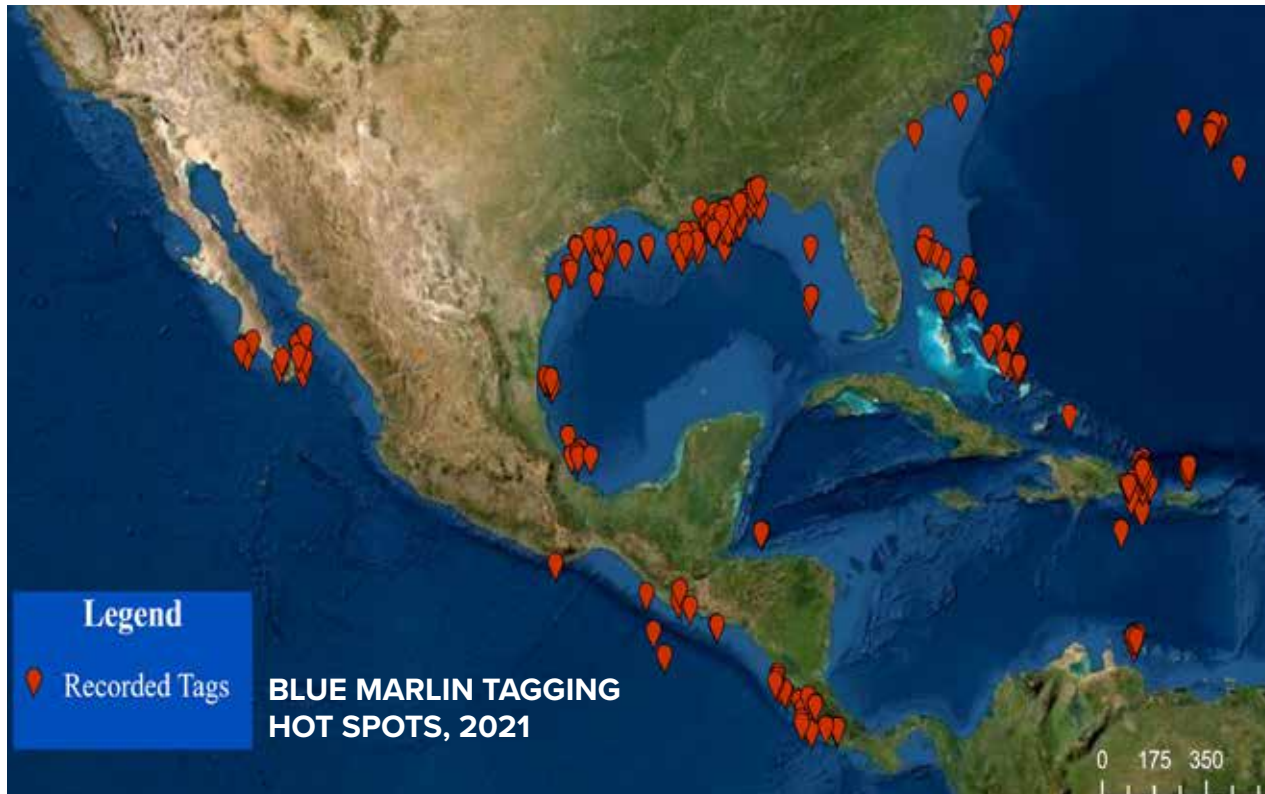 Legend
Recorded Tags
BLUE MARLIN TAGGING
HOT SPOTS, 2021
0 175 350